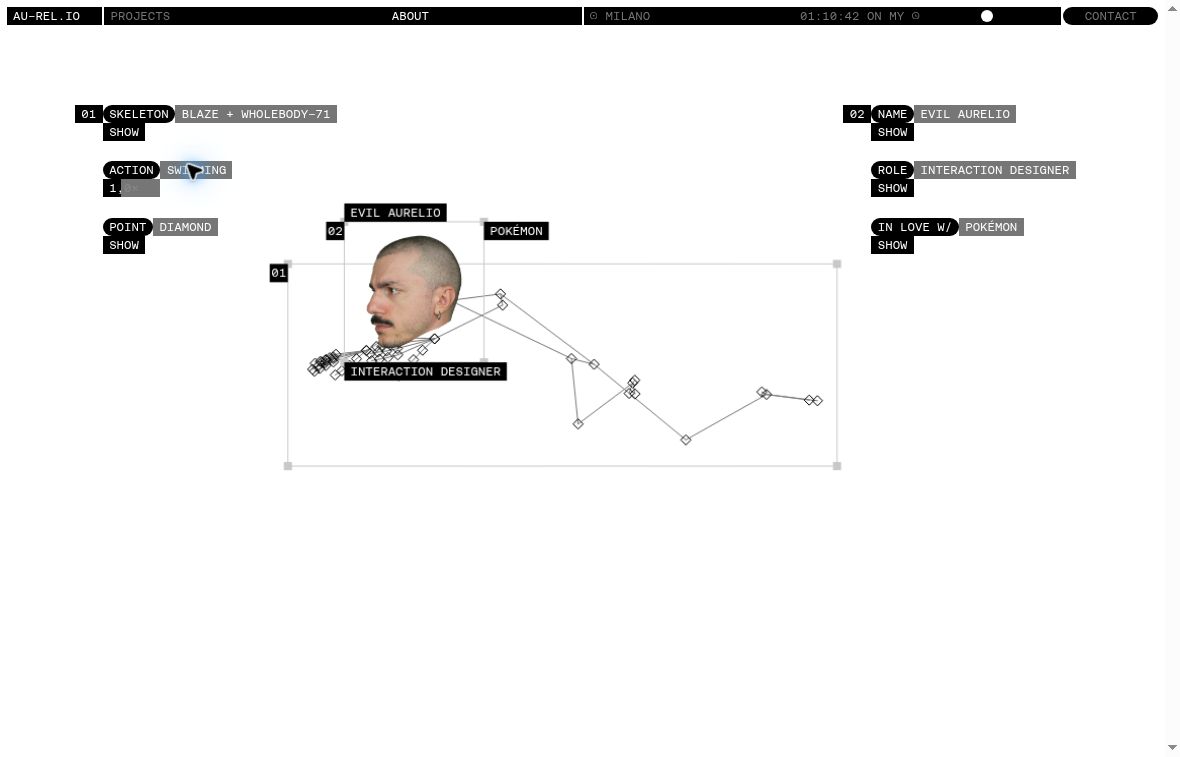 AU-REL.IO PROJECTS ABOUT MILANO 01:10:42 ON MY CONTACT
01 SKELETON BLAZE + WHOLEBODY-71
SHOW
ACTION
1.0×
POINT DIAMOND
SHOW
02 NAME EVIL AURELIO
SHOW
ROLE INTERACTION DESIGNER
SHOW
IN LOVE W/ POKÉMON
SHOW
EVIL AURELIO
02 POKÉMON
01
INTERACTION DESIGNER